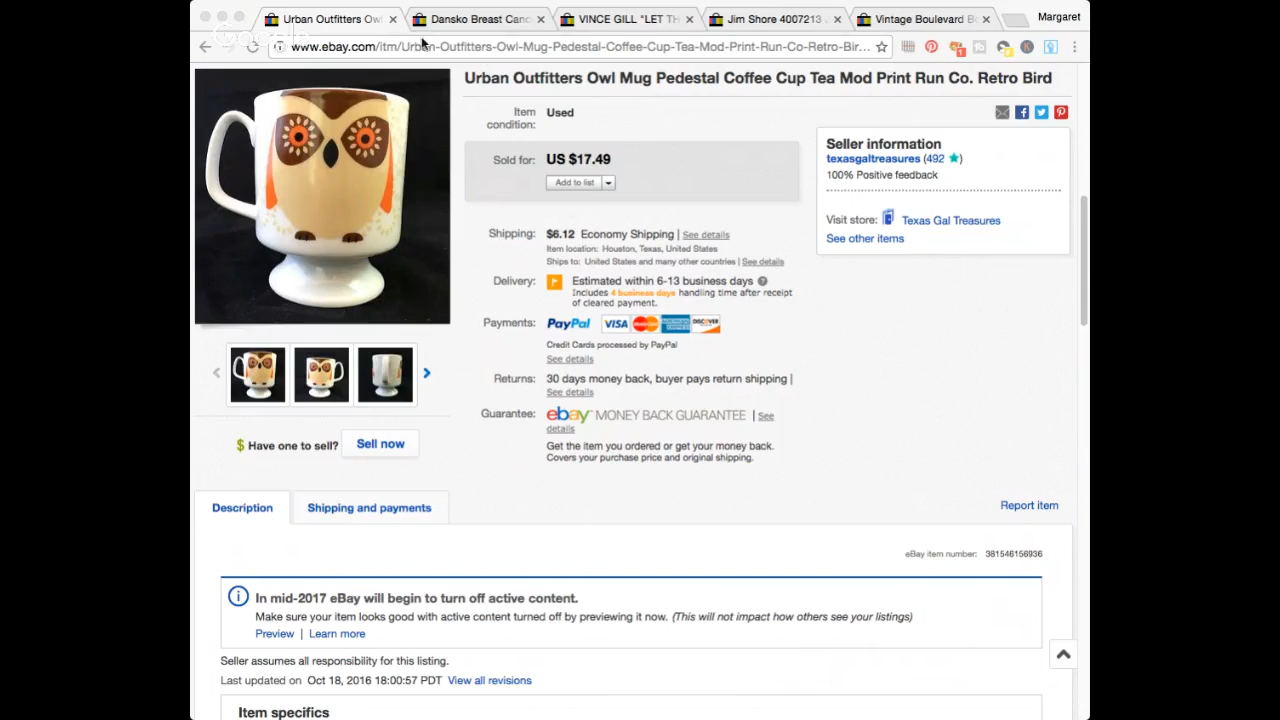 Urban Outfitters Owl
Dansko Breast Canc
VINCE GILL "LET TH
Jim Shore 4007213
Vintage Boulevard Bo
Margaret
Google
www.ebay.com/itm/Urban-Outfitters-Owl-Mug-Pedestal-Coffee-Cup-Tea-Mod-Print-Run-Co-Retro-Bir...
Urban Outfitters Owl Mug Pedestal Coffee Cup Tea Mod Print Run Co. Retro Bird
Item condition: Used
Sold for: US $17.49
Add to list
Seller information
texasgaltreasures (492 )
100% Positive feedback
Visit store: Texas Gal Treasures
See other items
Shipping: $6.12 Economy Shipping | See details
Item location: Houston, Texas, United States
Ships to: United States and many other countries | See details
Delivery: Estimated within 6-13 business days
Includes 4 business days handling time after receipt
of cleared payment.
Payments: PayPal VISA MasterCard AMERICAN EXPRESS DISCOVER
Credit Cards processed by PayPal
See details
Returns: 30 days money back, buyer pays return shipping |
See details
Guarantee: ebay MONEY BACK GUARANTEE | See
details
Get the item you ordered or get your money back.
Covers your purchase price and original shipping.
$ Have one to sell? Sell now
Description
Shipping and payments
Report item
eBay item number: 381546156936
In mid-2017 eBay will begin to turn off active content.
Make sure your item looks good with active content turned off by previewing it now. (This will not impact how others see your listings)
Preview | Learn more
Seller assumes all responsibility for this listing.
Last updated on Oct 18, 2016 18:00:57 PDT View all revisions
Item specifics